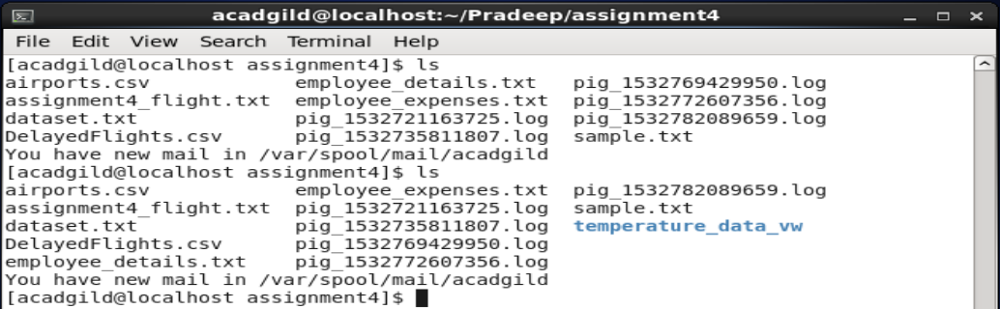 acadgild@localhost:~/Pradeep/assignment4
File Edit View Search Terminal Help
[acadgild@localhost assignment4]$ ls
airports.csv employee_details.txt pig_1532769429950.log
assignment4_flight.txt employee_expenses.txt pig_1532772607356.log
dataset.txt pig_1532721163725.log pig_1532782089659.log
DelayedFlights.csv pig_1532735811807.log sample.txt
You have new mail in /var/spool/mail/acadgild
[acadgild@localhost assignment4]$ ls
airports.csv employee_expenses.txt pig_1532782089659.log
assignment4_flight.txt pig_1532721163725.log sample.txt
dataset.txt pig_1532735811807.log temperature_data_vw
DelayedFlights.csv pig_1532769429950.log
employee_details.txt pig_1532772607356.log
You have new mail in /var/spool/mail/acadgild
[acadgild@localhost assignment4]$